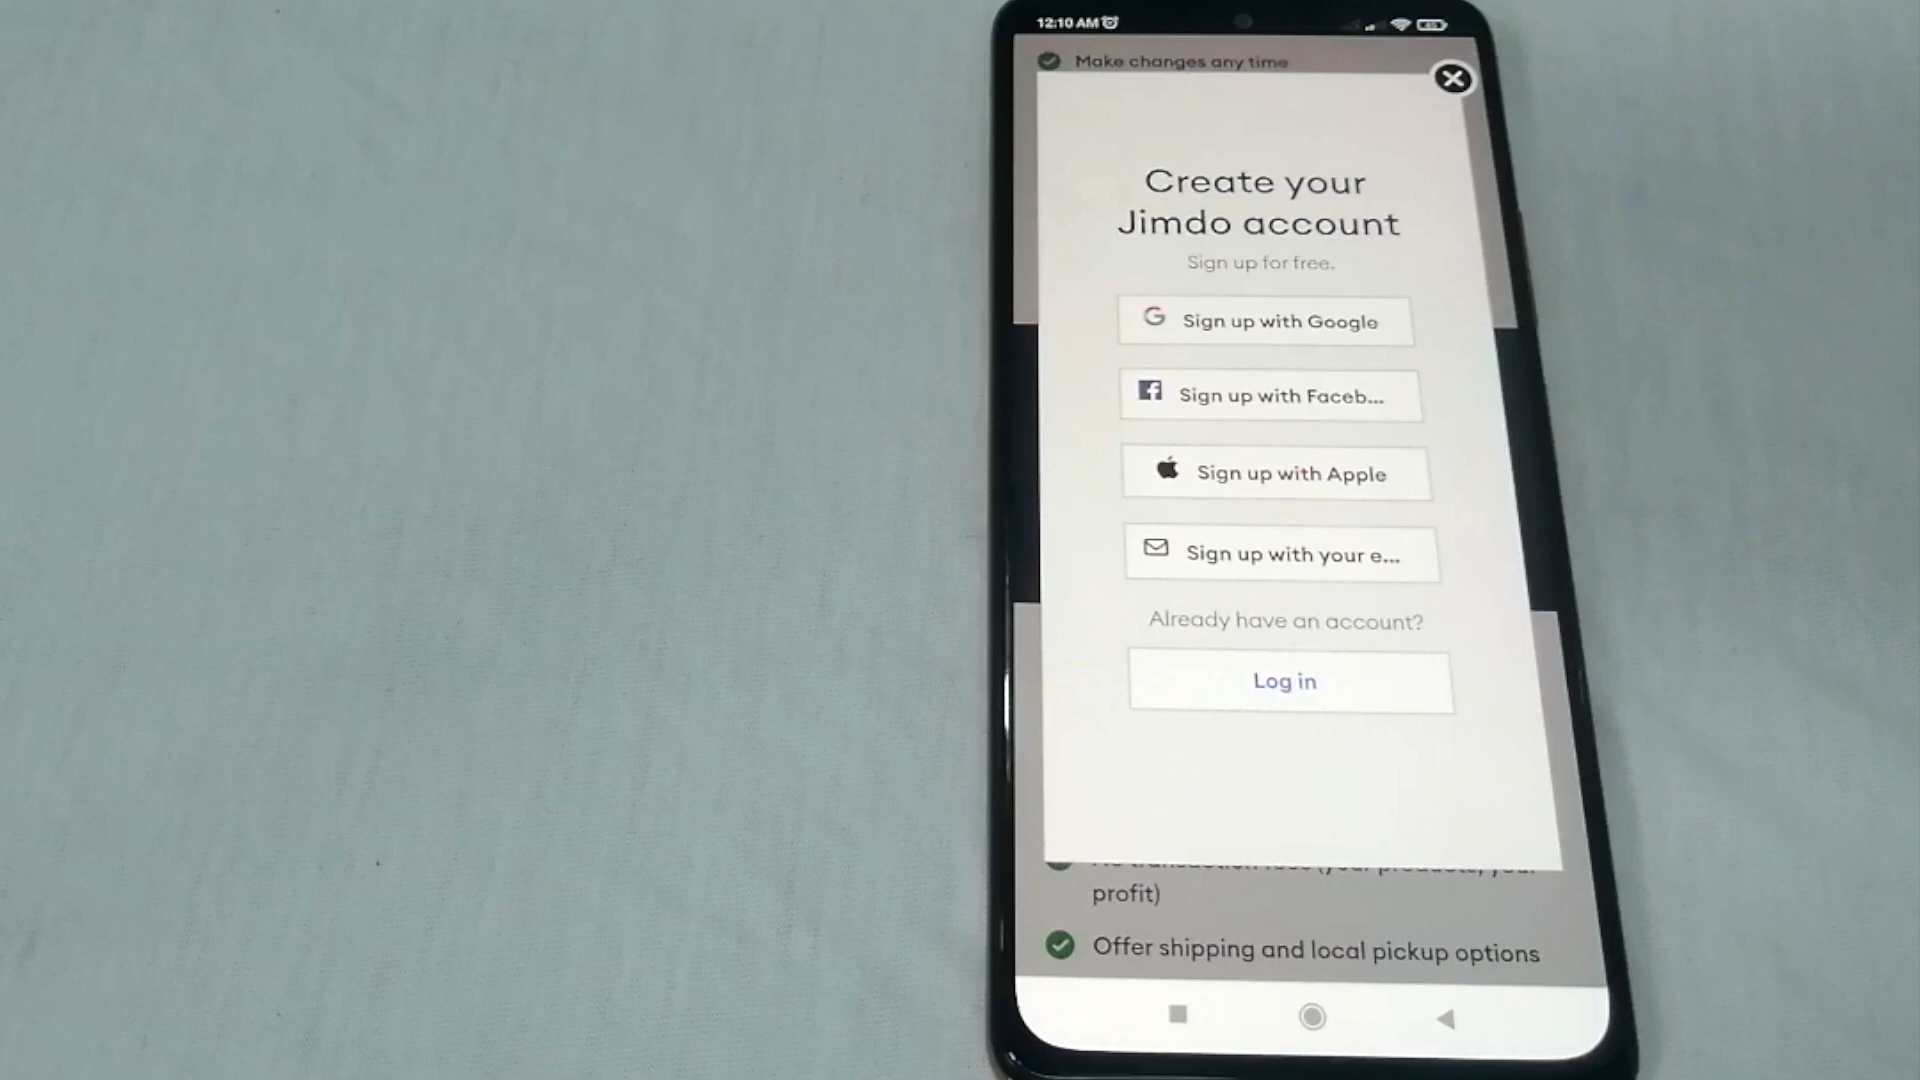 12:10 AM
Make changes any time
Create your
Jimdo account
Sign up for free.
Sign up with Google
Sign up with Faceb...
Sign up with Apple
Sign up with your e...
Already have an account?
Log in
profit)
Offer shipping and local pickup options